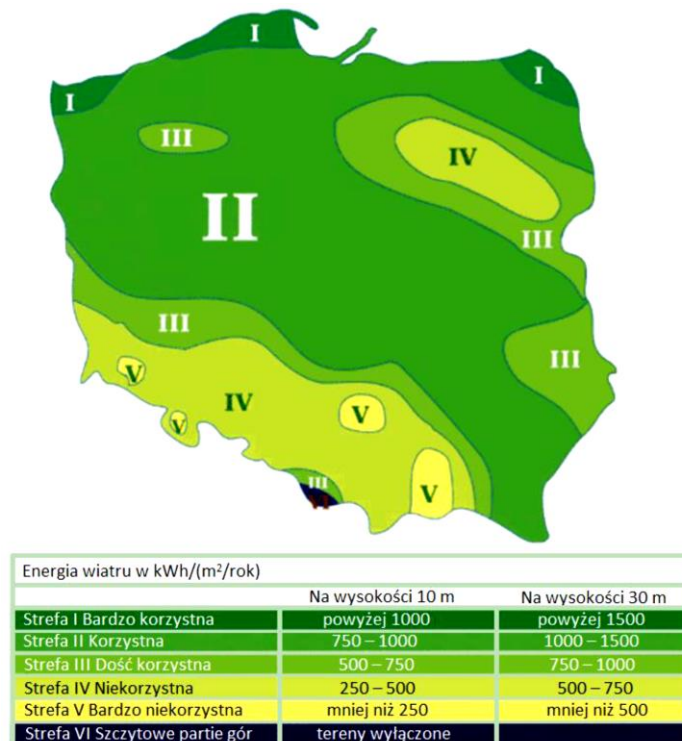 I
I
I
III
IV
II
III
III
III
V
IV
V
V
V
III
VI
Energia wiatru w kWh/(m²/rok)
Na wysokości 10 m Na wysokości 30 m
Strefa I Bardzo korzystna powyżej 1000 powyżej 1500
Strefa II Korzystna 750 – 1000 1000 – 1500
Strefa III Dość korzystna 500 – 750 750 – 1000
Strefa IV Niekorzystna 250 – 500 500 – 750
Strefa V Bardzo niekorzystna mniej niż 250 mniej niż 500
Strefa VI Szczytowe partie gór tereny wyłączone